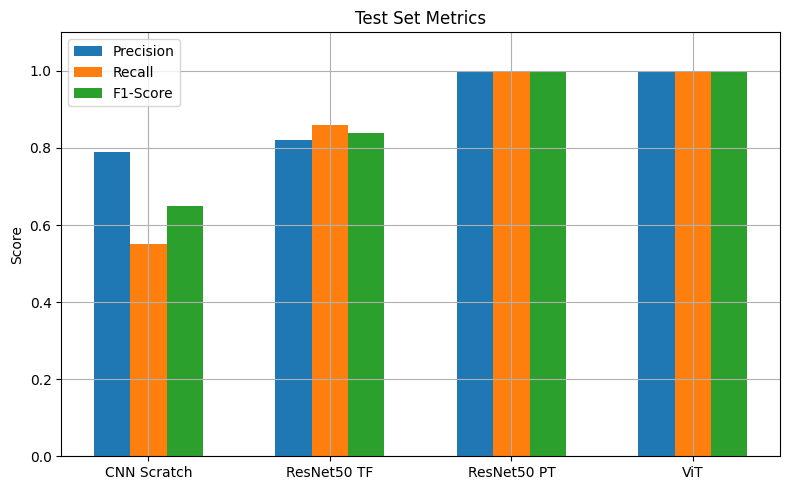 Test Set Metrics
Precision
Recall
F1-Score
Score
1.0
0.8
0.6
0.4
0.2
0.0
CNN Scratch
ResNet50 TF
ResNet50 PT
ViT